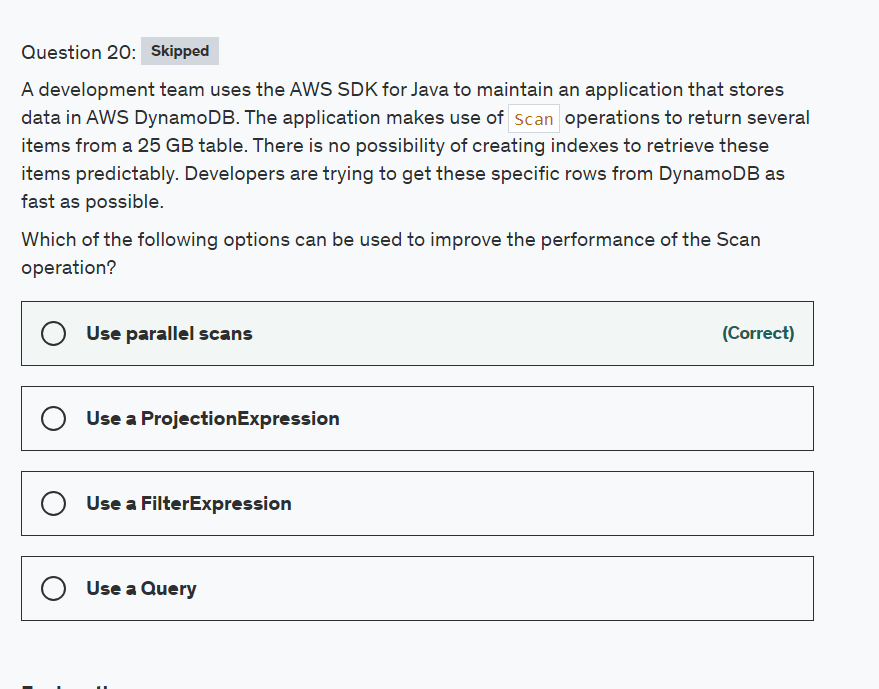 Question 20: Skipped
A development team uses the AWS SDK for Java to maintain an application that stores
data in AWS DynamoDB. The application makes use of Scan operations to return several
items from a 25 GB table. There is no possibility of creating indexes to retrieve these
items predictably. Developers are trying to get these specific rows from DynamoDB as
fast as possible.
Which of the following options can be used to improve the performance of the Scan
operation?
Use parallel scans (Correct)
Use a ProjectionExpression
Use a FilterExpression
Use a Query